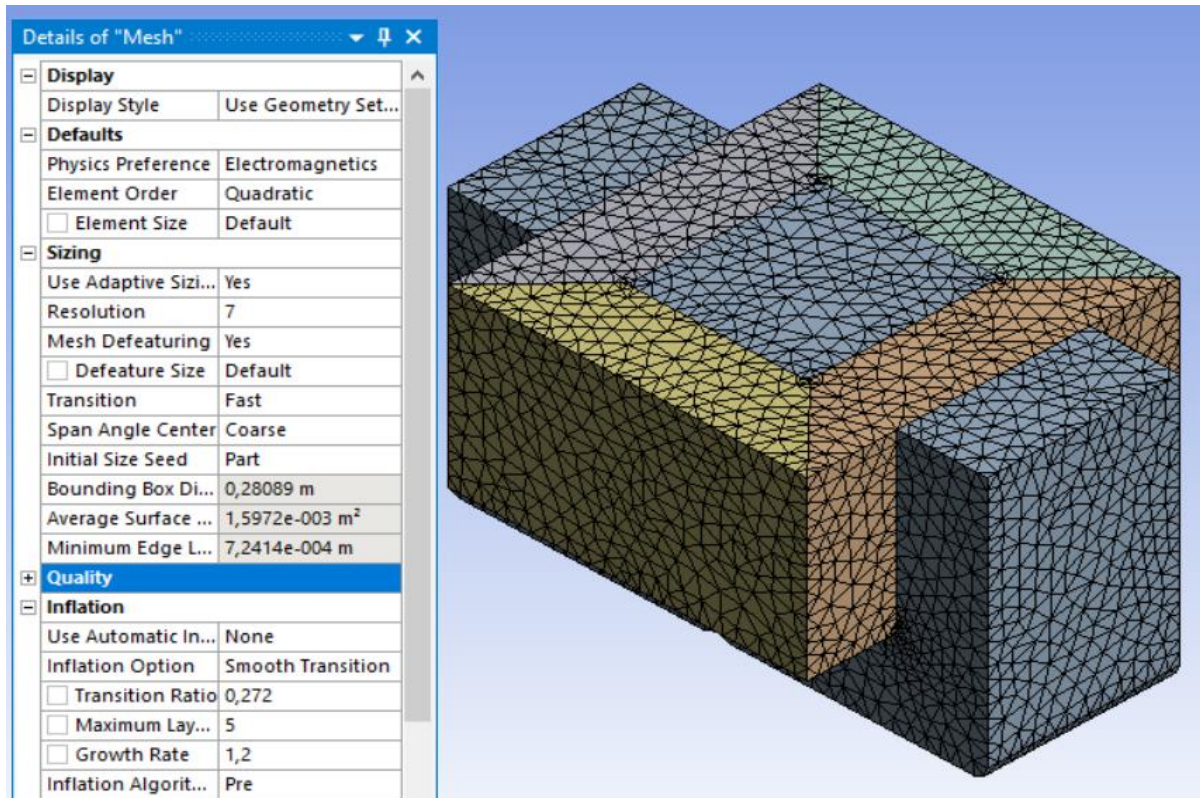 Details of "Mesh"
Display
Display Style Use Geometry Set...
Defaults
Physics Preference Electromagnetics
Element Order Quadratic
Element Size Default
Sizing
Use Adaptive Sizi... Yes
Resolution 7
Mesh Defeaturing Yes
Defeature Size Default
Transition Fast
Span Angle Center Coarse
Initial Size Seed Part
Bounding Box Di... 0,28089 m
Average Surface ... 1,5972e-003 m²
Minimum Edge L... 7,2414e-004 m
Quality
Inflation
Use Automatic In... None
Inflation Option Smooth Transition
Transition Ratio 0,272
Maximum Lay... 5
Growth Rate 1,2
Inflation Algorit... Pre